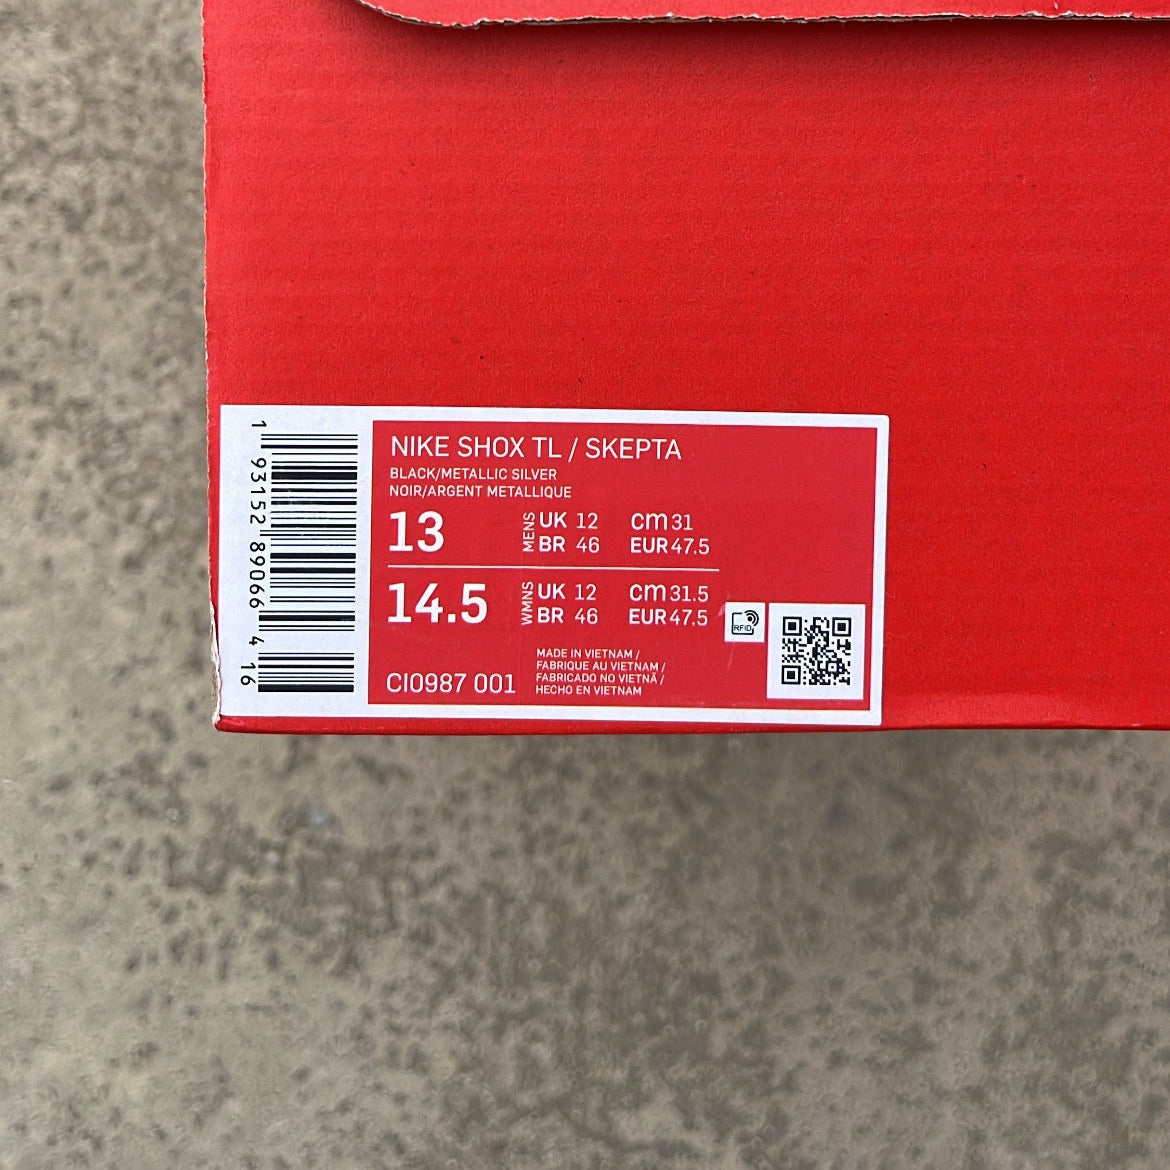 1 93152 89066 4 16
NIKE SHOX TL / SKEPTA
BLACK/METALLIC SILVER
NOIR/ARGENT METALLIQUE
13 MENS UK 12 cm 31
BR 46 EUR 47.5
14.5 WMNS UK 12 cm 31.5
BR 46 EUR 47.5
RFID
CI0987 001
MADE IN VIETNAM /
FABRIQUE AU VIETNAM /
FABRICADO NO VIETNÃ /
HECHO EN VIETNAM